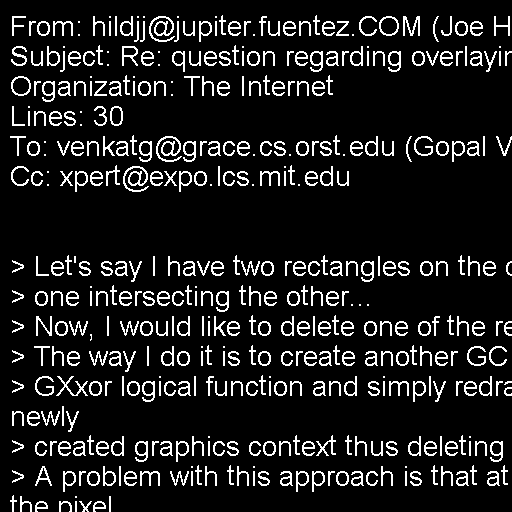 From: hildjj@jupiter.fuentez.COM (Joe H
Subject: Re: question regarding overlayin
Organization: The Internet
Lines: 30
To: venkatg@grace.cs.orst.edu (Gopal V
Cc: xpert@expo.lcs.mit.edu
> Let's say I have two rectangles on the
> one intersecting the other...
> Now, I would like to delete one of the re
> The way I do it is to create another GC
> GXxor logical function and simply redra
newly
> created graphics context thus deleting
> A problem with this approach is that at
the pixel